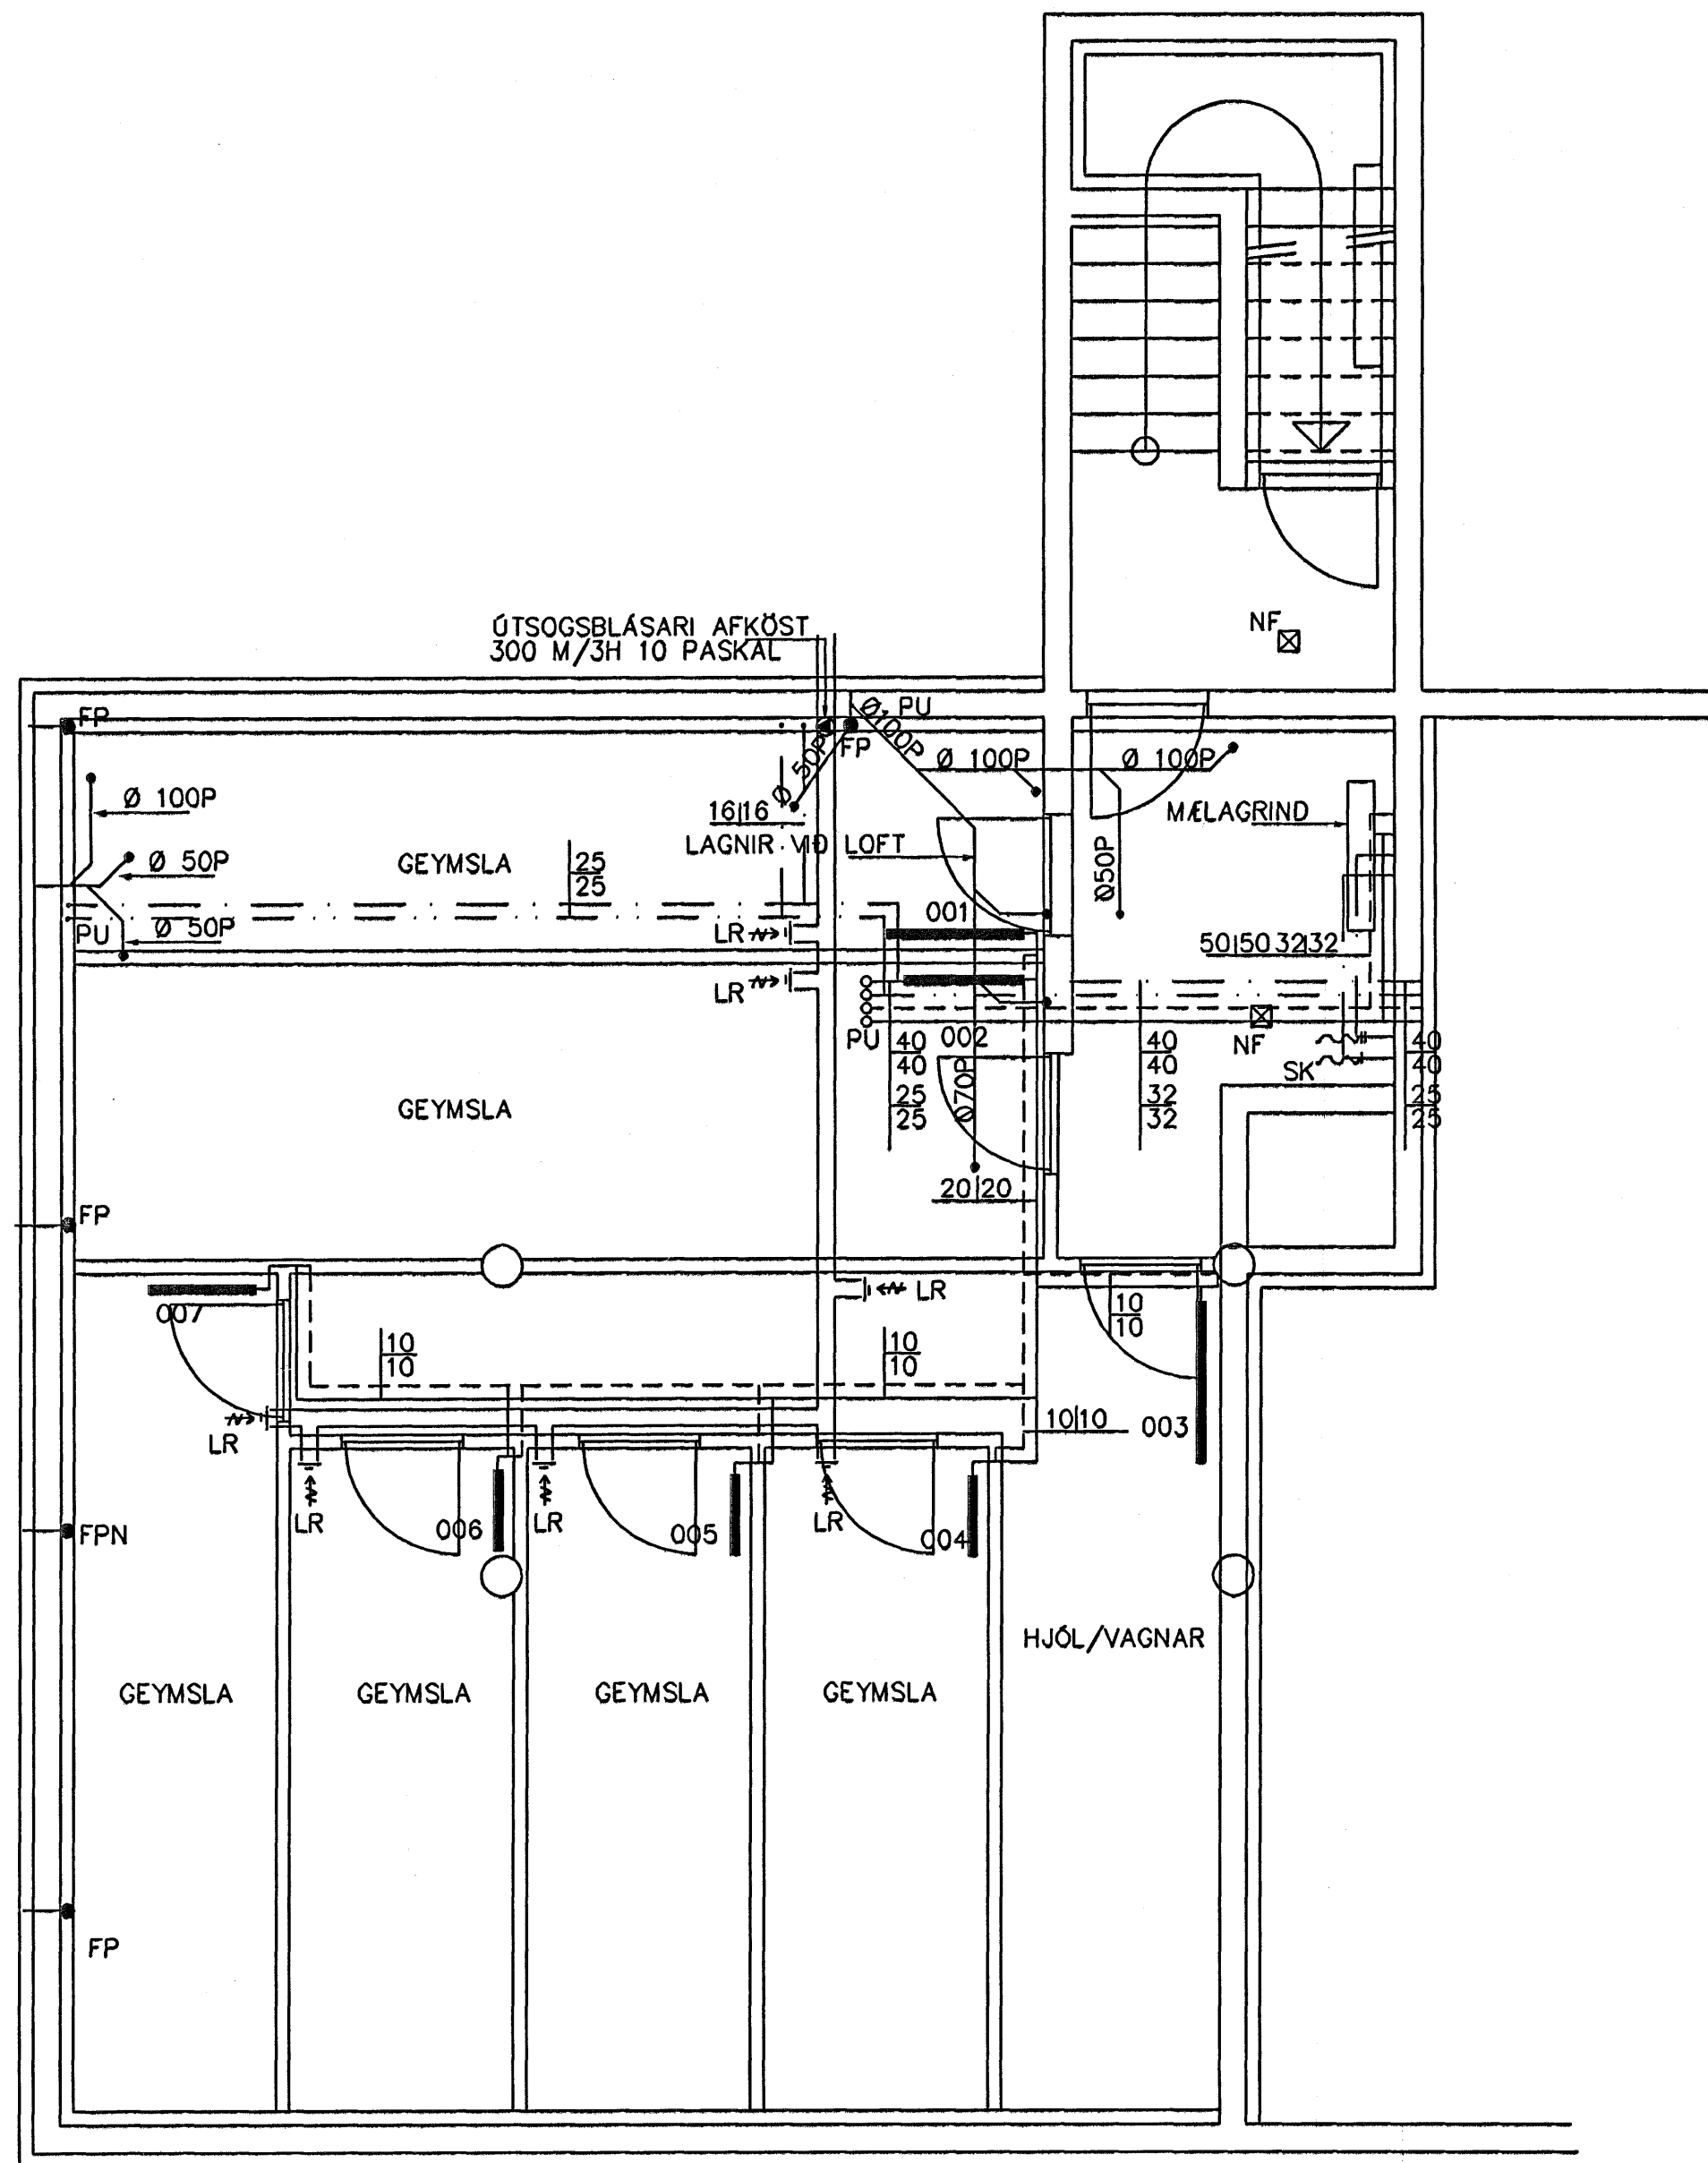 NF
ÚTSOGSBLÁSARI AFKÖST
300 M/3H 10 PASKAL
FP
Ø100P
PU
Ø 50P
FP
Ø 100P
Ø 100P
Ø 100P
16|16
MÆLAGRIND
LAGNIR VIÐ LOFT
GEYMSLA
25
25
Ø 50P
Ø50P
001
Ø 50P
PU
LR
50|50 32|32
LR
PU
002
40
40
25
25
40
40
32
32
NF
SK
40
40
25
25
GEYMSLA
Ø70P
20|20
FP
LR
007
10
10
10
10
10
10
10|10
003
LR
LR
006
LR
005
LR
004
FPN
HJÓL/VAGNAR
GEYMSLA
GEYMSLA
GEYMSLA
GEYMSLA
FP